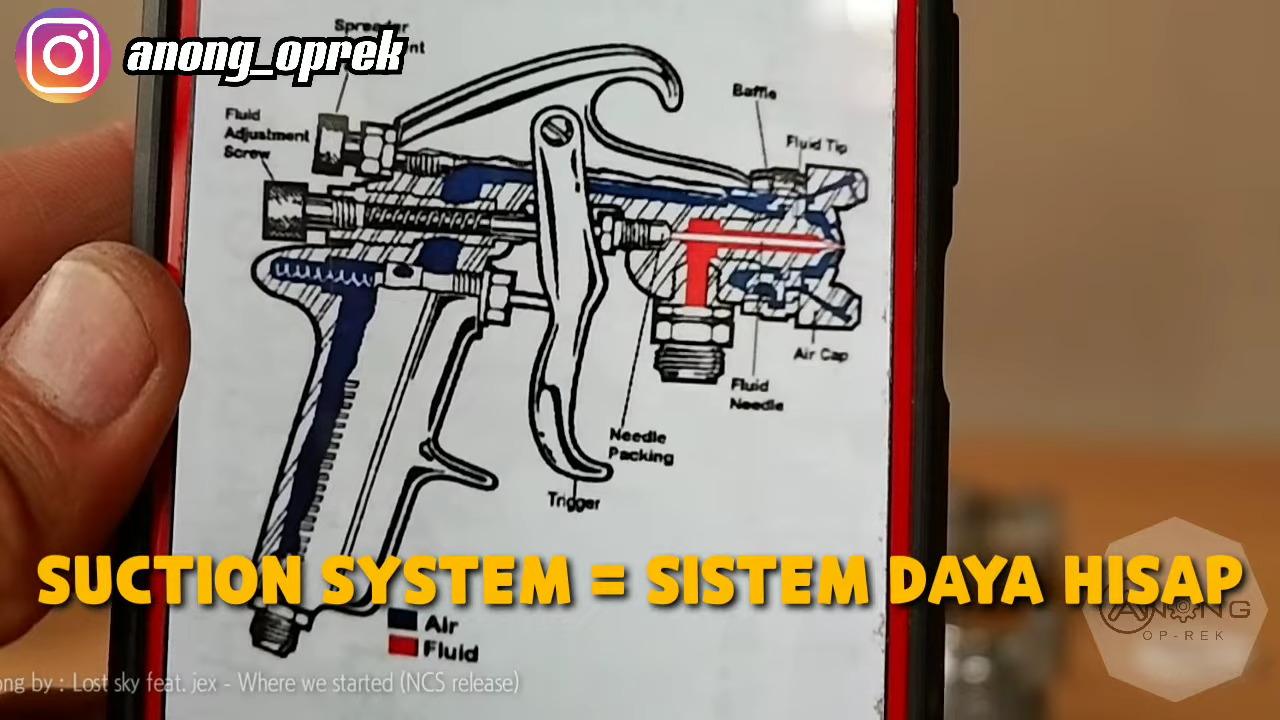 anong_oprek
Spreader
Fluid
Adjustment
Screw
Baffle
Fluid Tip
Air Cap
Fluid
Needle
Needle
Packing
Trigger
SUCTION SYSTEM = SISTEM DAYA HISAP
Air
Fluid
ANONG
OP-REK
ong by : Lost sky feat. jex - Where we started (NCS release)